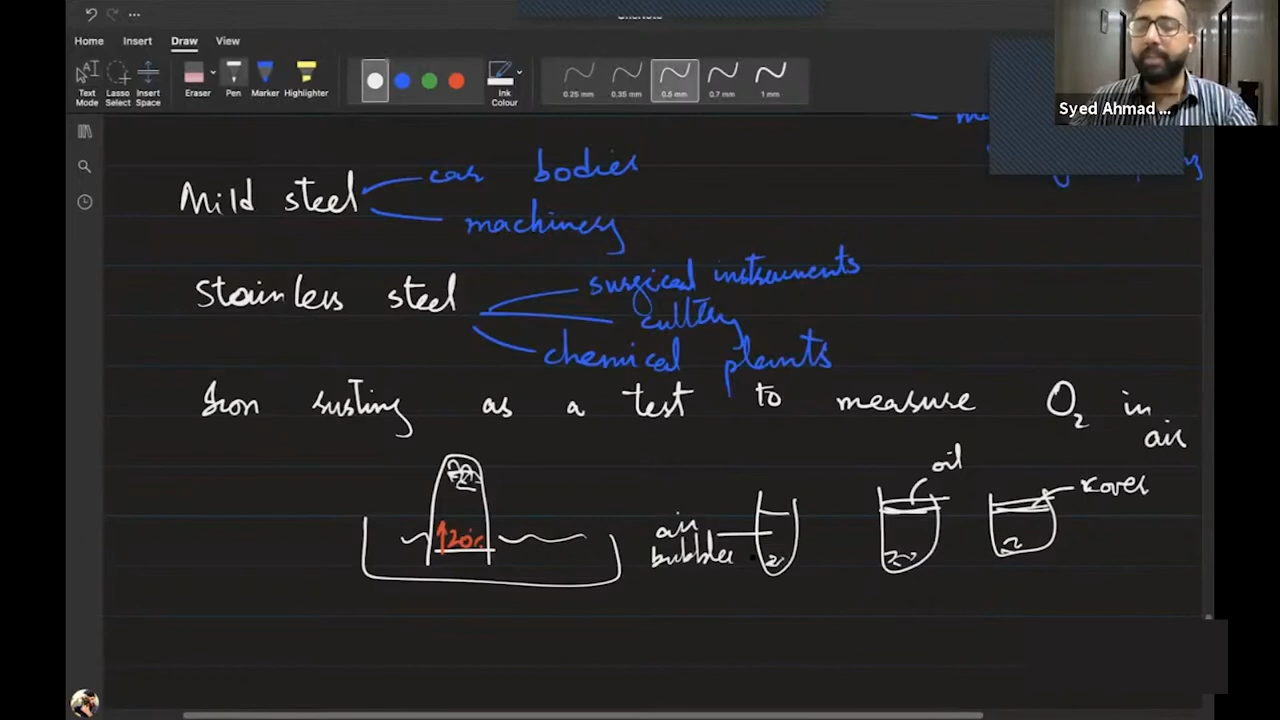 OneNote
Home Insert Draw View
Text Mode Lasso Select Insert Space Eraser Pen Marker Highlighter Ink Colour 0.25 mm 0.35 mm 0.5 mm 0.7 mm 1 mm
Syed Ahmad ...
Mild steel
car bodies
machinery
Stainless steel
surgical instruments
cutlery
chemical plants
Iron rusting as a test to measure O2 in air
20%
air bubbles
oil
cover